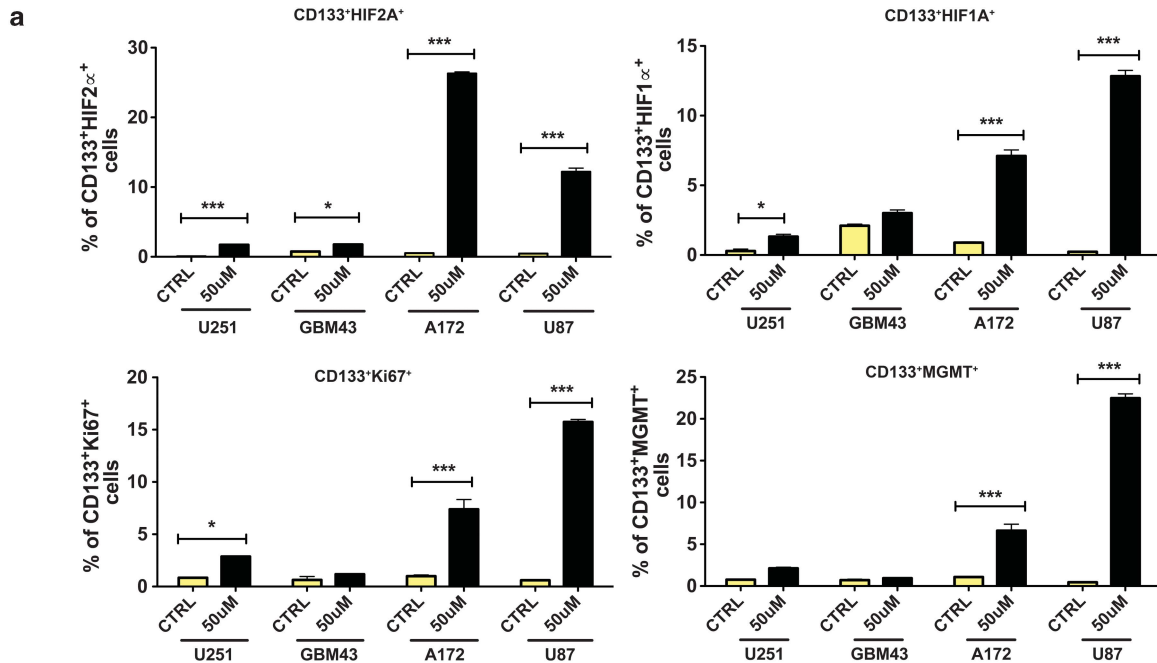 a
CD133⁺HIF2A⁺
% of CD133⁺HIF2α⁺
cells
30
20
10
0
***
*
***
***
CTRL 50uM CTRL 50uM CTRL 50uM CTRL 50uM
U251 GBM43 A172 U87
CD133⁺HIF1A⁺
% of CD133⁺HIF1α⁺
cells
15
10
5
0
*
***
***
CTRL 50uM CTRL 50uM CTRL 50uM CTRL 50uM
U251 GBM43 A172 U87
CD133⁺Ki67⁺
% of CD133⁺Ki67⁺
cells
20
15
10
5
0
*
***
***
CTRL 50uM CTRL 50uM CTRL 50uM CTRL 50uM
U251 GBM43 A172 U87
CD133⁺MGMT⁺
% of CD133⁺MGMT⁺
cells
25
20
15
10
5
0
***
***
CTRL 50uM CTRL 50uM CTRL 50uM CTRL 50uM
U251 GBM43 A172 U87